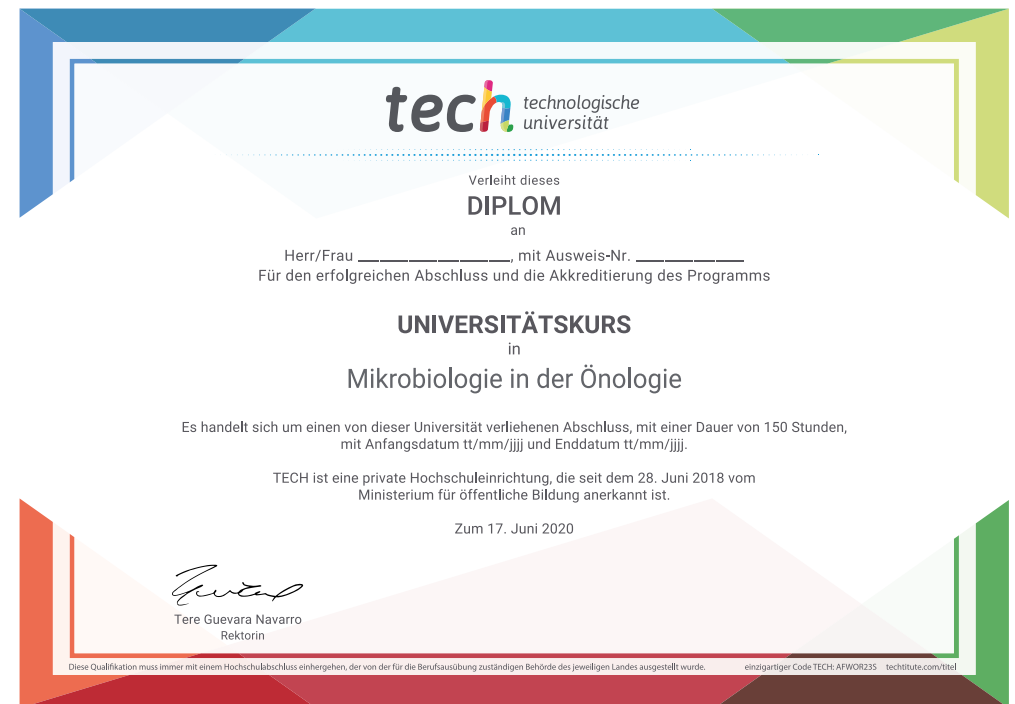 tech technologische
universität
Verleiht dieses
DIPLOM
an
Herr/Frau ____________________, mit Ausweis-Nr. ______________
Für den erfolgreichen Abschluss und die Akkreditierung des Programms
UNIVERSITÄTSKURS
in
Mikrobiologie in der Önologie
Es handelt sich um einen von dieser Universität verliehenen Abschluss, mit einer Dauer von 150 Stunden,
mit Anfangsdatum tt/mm/jjjj und Enddatum tt/mm/jjjj.
TECH ist eine private Hochschuleinrichtung, die seit dem 28. Juni 2018 vom
Ministerium für öffentliche Bildung anerkannt ist.
Zum 17. Juni 2020
Tere Guevara Navarro
Rektorin
Diese Qualifikation muss immer mit einem Hochschulabschluss einhergehen, der von der für die Berufsausübung zuständigen Behörde des jeweiligen Landes ausgestellt wurde. einzigartiger Code TECH: AFWOR23S techtitute.com/titel